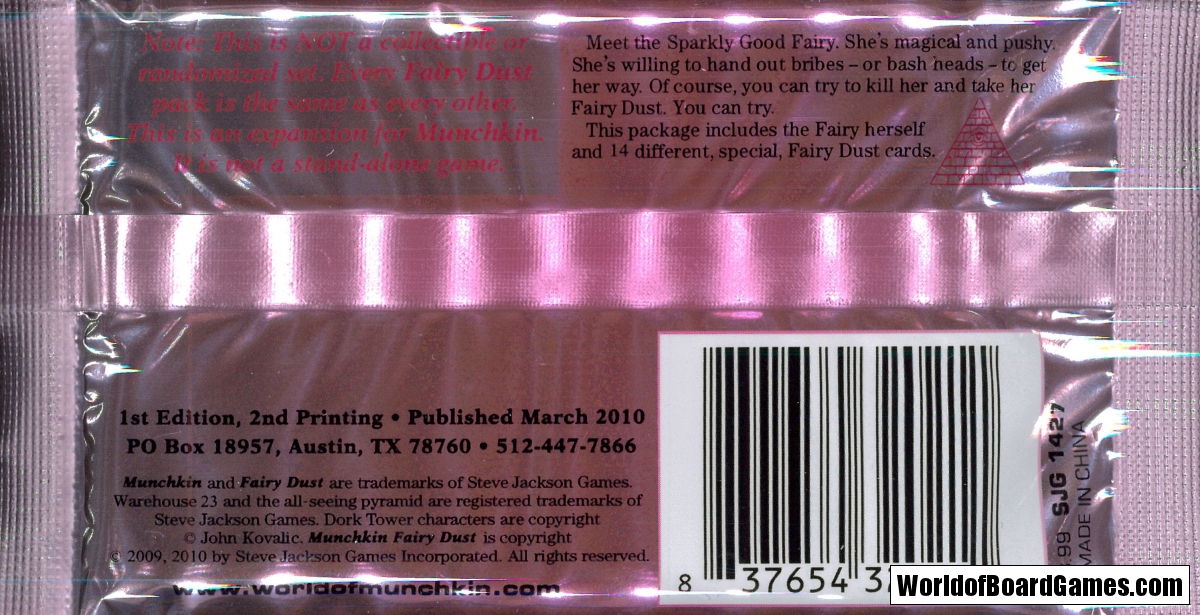 Note: This is NOT a collectible or
randomized set. Every Fairy Dust
pack is the same as every other.
This is an expansion for Munchkin.
It is not a stand-alone game.
Meet the Sparkly Good Fairy. She's magical and pushy.
She's willing to hand out bribes – or bash heads – to get
her way. Of course, you can try to kill her and take her
Fairy Dust. You can try.
This package includes the Fairy herself
and 14 different, special, Fairy Dust cards.
1st Edition, 2nd Printing • Published March 2010
PO Box 18957, Austin, TX 78760 • 512-447-7866
Munchkin and Fairy Dust are trademarks of Steve Jackson Games.
Warehouse 23 and the all-seeing pyramid are registered trademarks of
Steve Jackson Games. Dork Tower characters are copyright
© John Kovalic. Munchkin Fairy Dust is copyright
© 2009, 2010 by Steve Jackson Games Incorporated. All rights reserved.
www.worldofmunchkin.com
8 37654 3
.99 SJG 1427
MADE IN CHINA
WorldofBoardGames.com